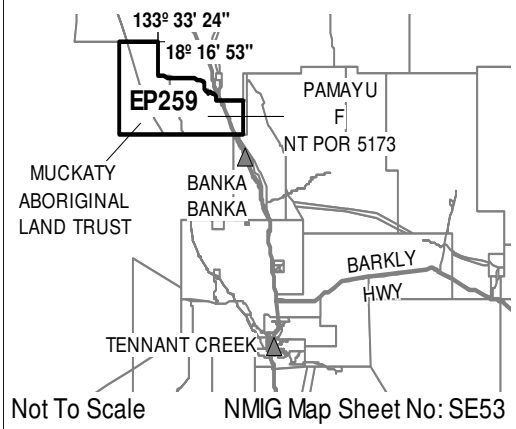 133º 33' 24"
18º 16' 53"
EP259
PAMAYU
F
NT POR 5173
MUCKATY
ABORIGINAL
LAND TRUST
BANKA
BANKA
BARKLY
HWY
TENNANT CREEK
Not To Scale
NMIG Map Sheet No: SE53